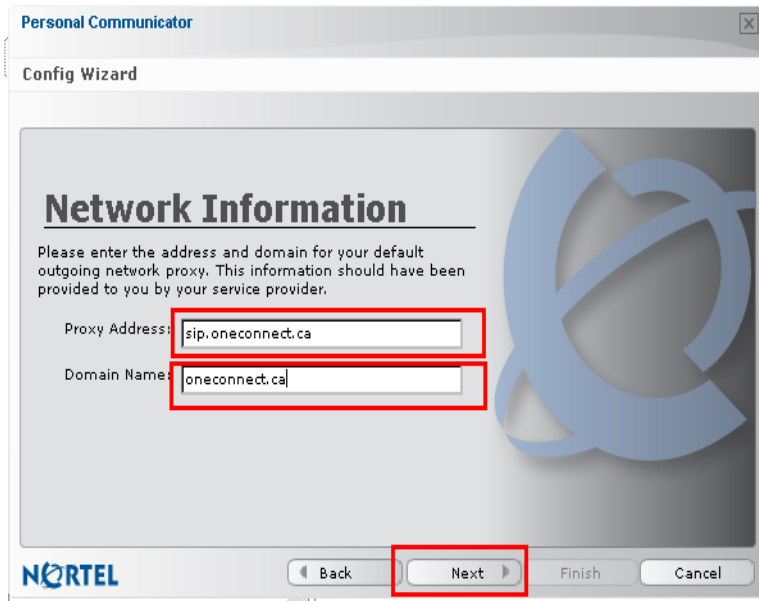 Personal Communicator
Config Wizard
Network Information
Please enter the address and domain for your default
outgoing network proxy. This information should have been
provided to you by your service provider.
Proxy Address: sip.oneconnect.ca
Domain Name: oneconnect.ca
NORTEL Back Next Finish Cancel